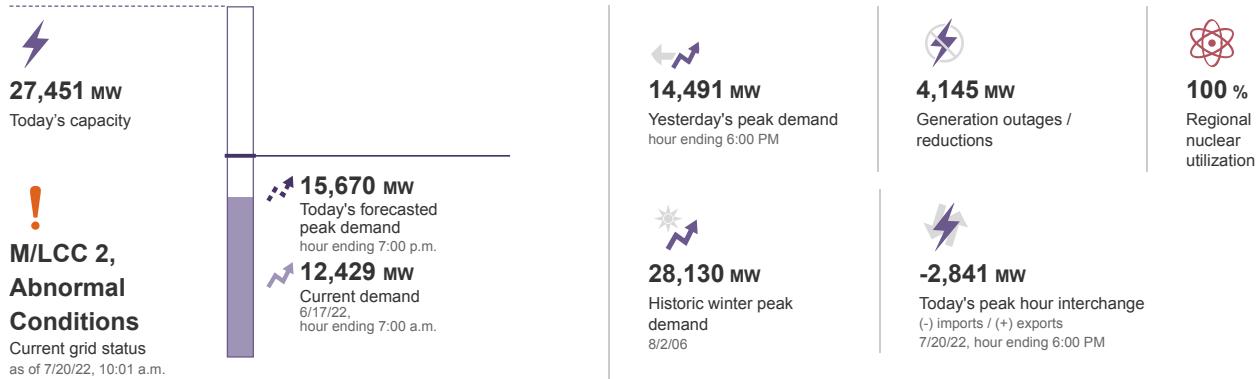 27,451 MW
Today's capacity
M/LCC 2,
Abnormal
Conditions
Current grid status
as of 7/20/22, 10:01 a.m.
15,670 MW
Today's forecasted
peak demand
hour ending 7:00 p.m.
12,429 MW
Current demand
6/17/22,
hour ending 7:00 a.m.
14,491 MW
Yesterday's peak demand
hour ending 6:00 PM
4,145 MW
Generation outages /
reductions
100 %
Regional
nuclear
utilization
28,130 MW
Historic winter peak
demand
8/2/06
-2,841 MW
Today's peak hour interchange
(-) imports / (+) exports
7/20/22, hour ending 6:00 PM